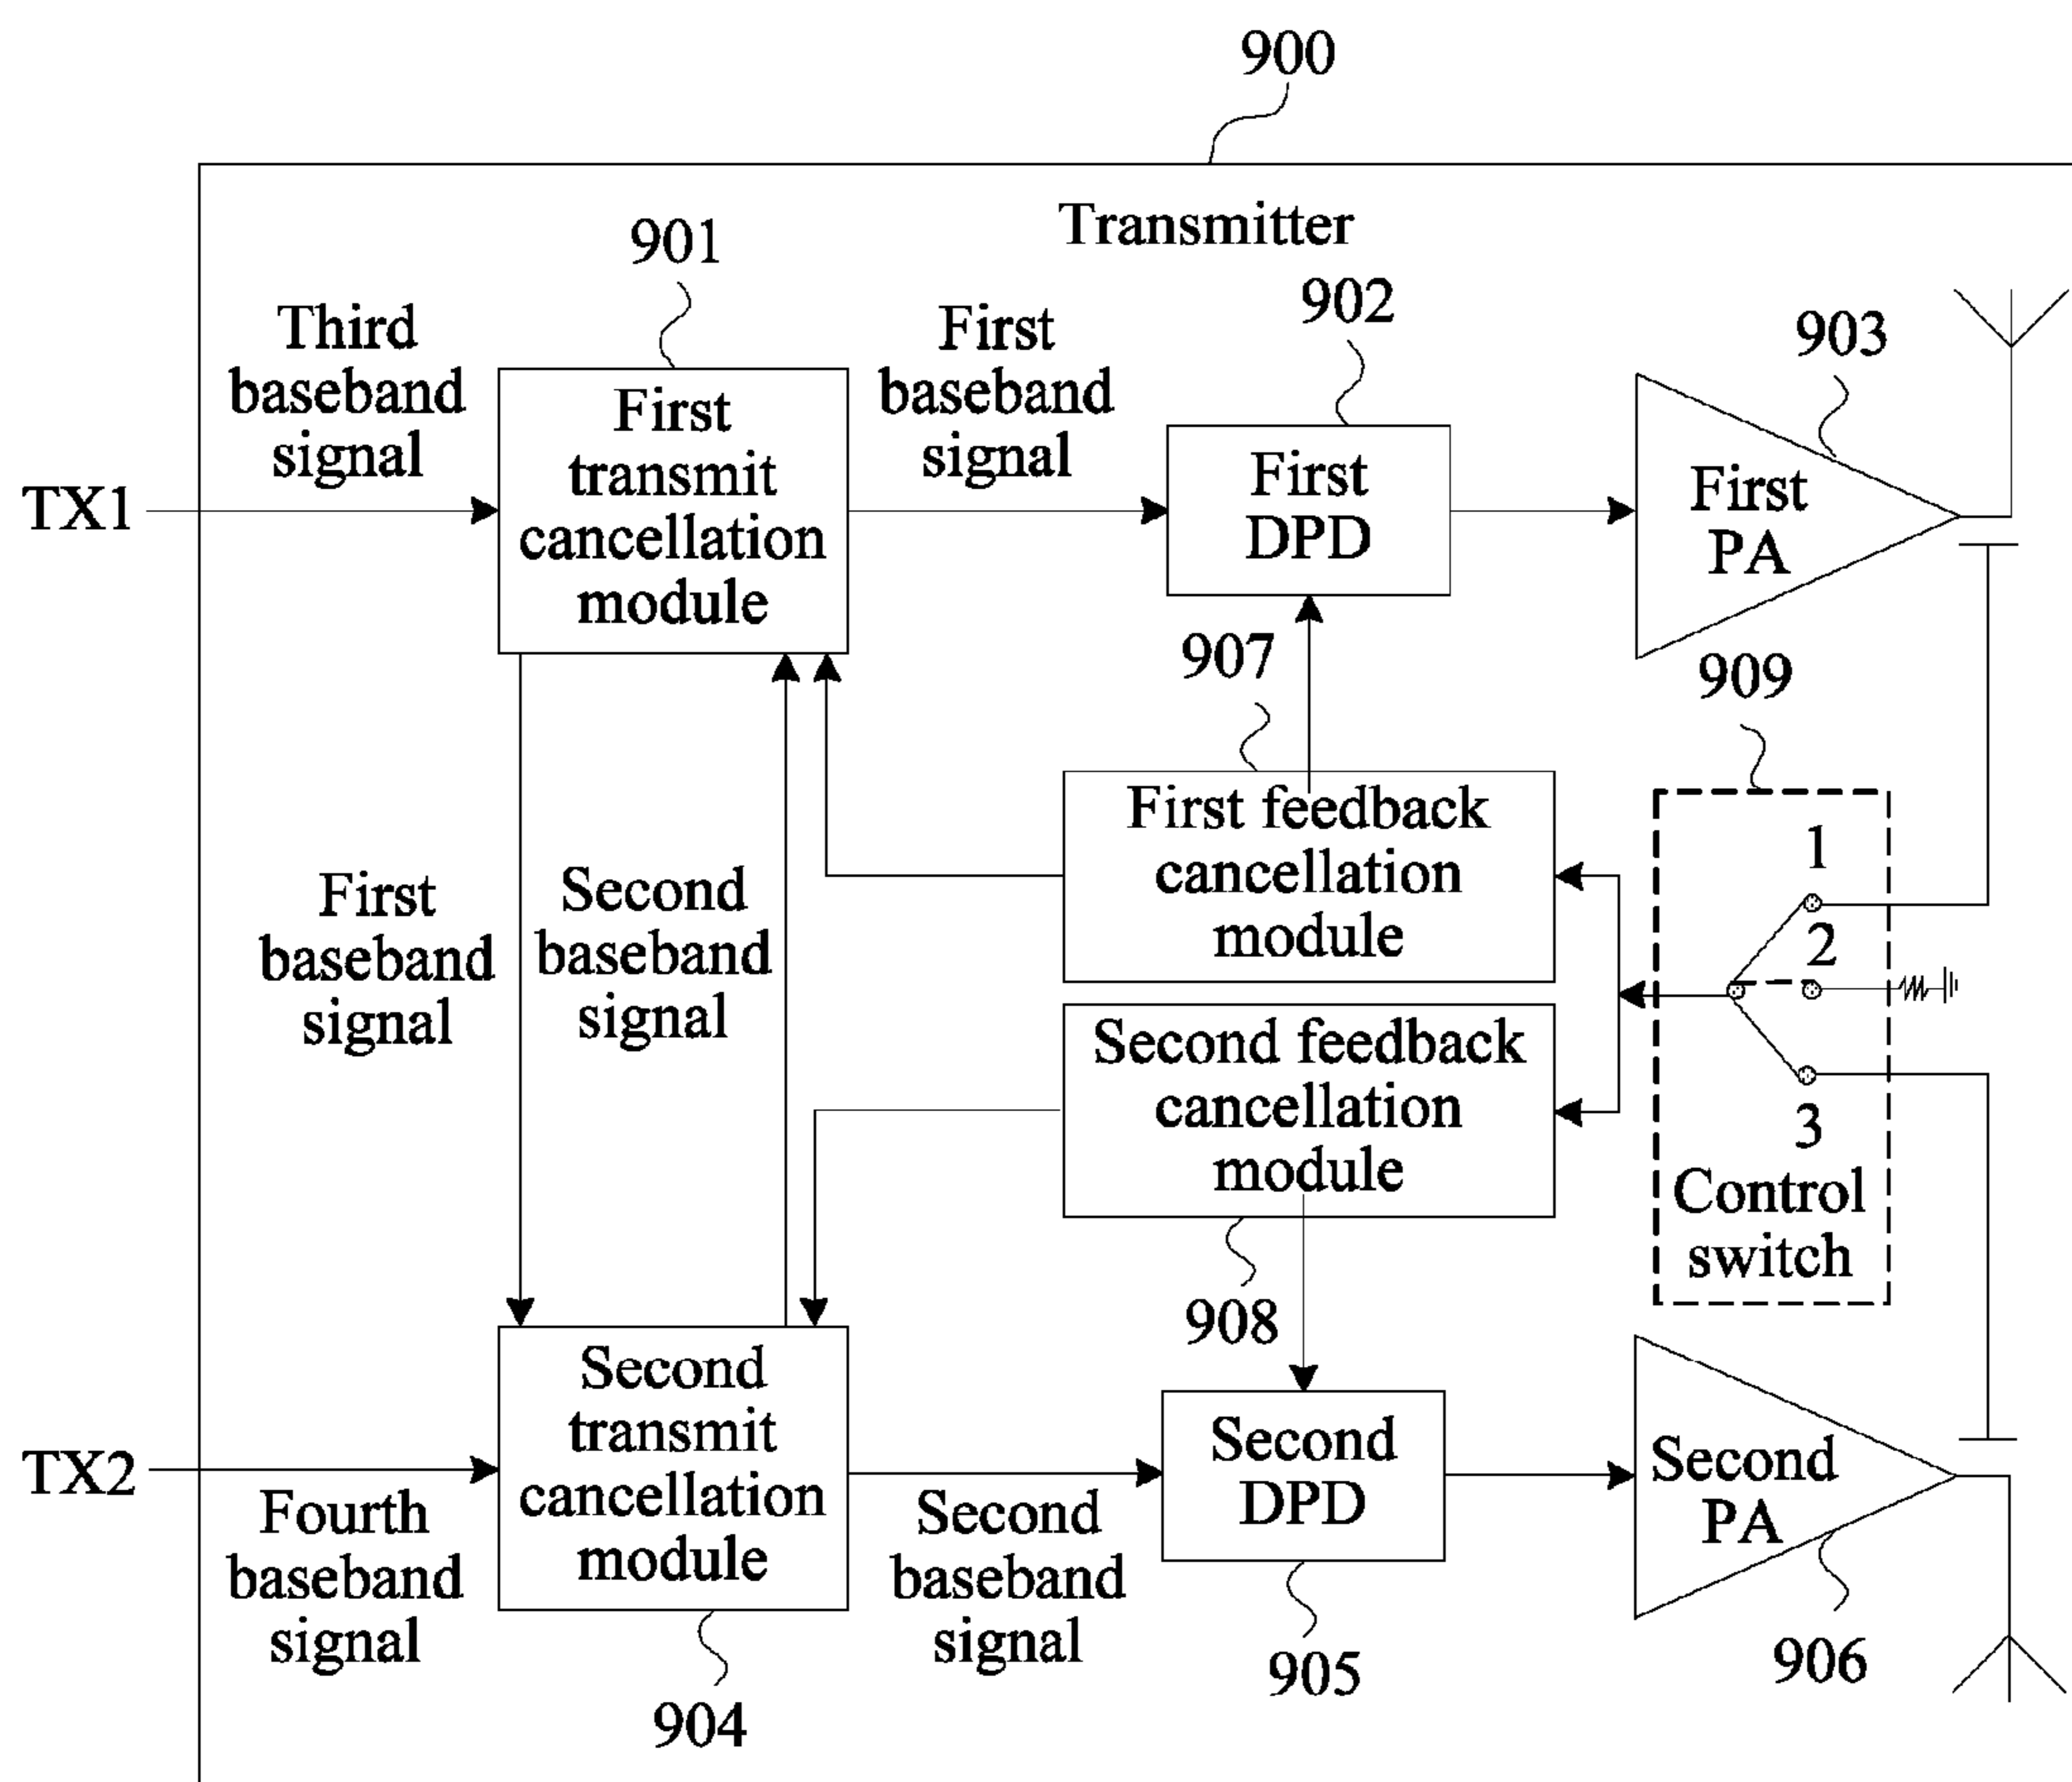 900
Transmitter
901
902
903
Third
baseband
signal
First
baseband
signal
TX1
First
transmit
cancellation
module
First
DPD
First
PA
907
909
First feedback
cancellation
module
1
2
3
Control
switch
First
baseband
signal
Second
baseband
signal
Second feedback
cancellation
module
908
TX2
Fourth
baseband
signal
Second
transmit
cancellation
module
Second
baseband
signal
Second
DPD
Second
PA
904
905
906